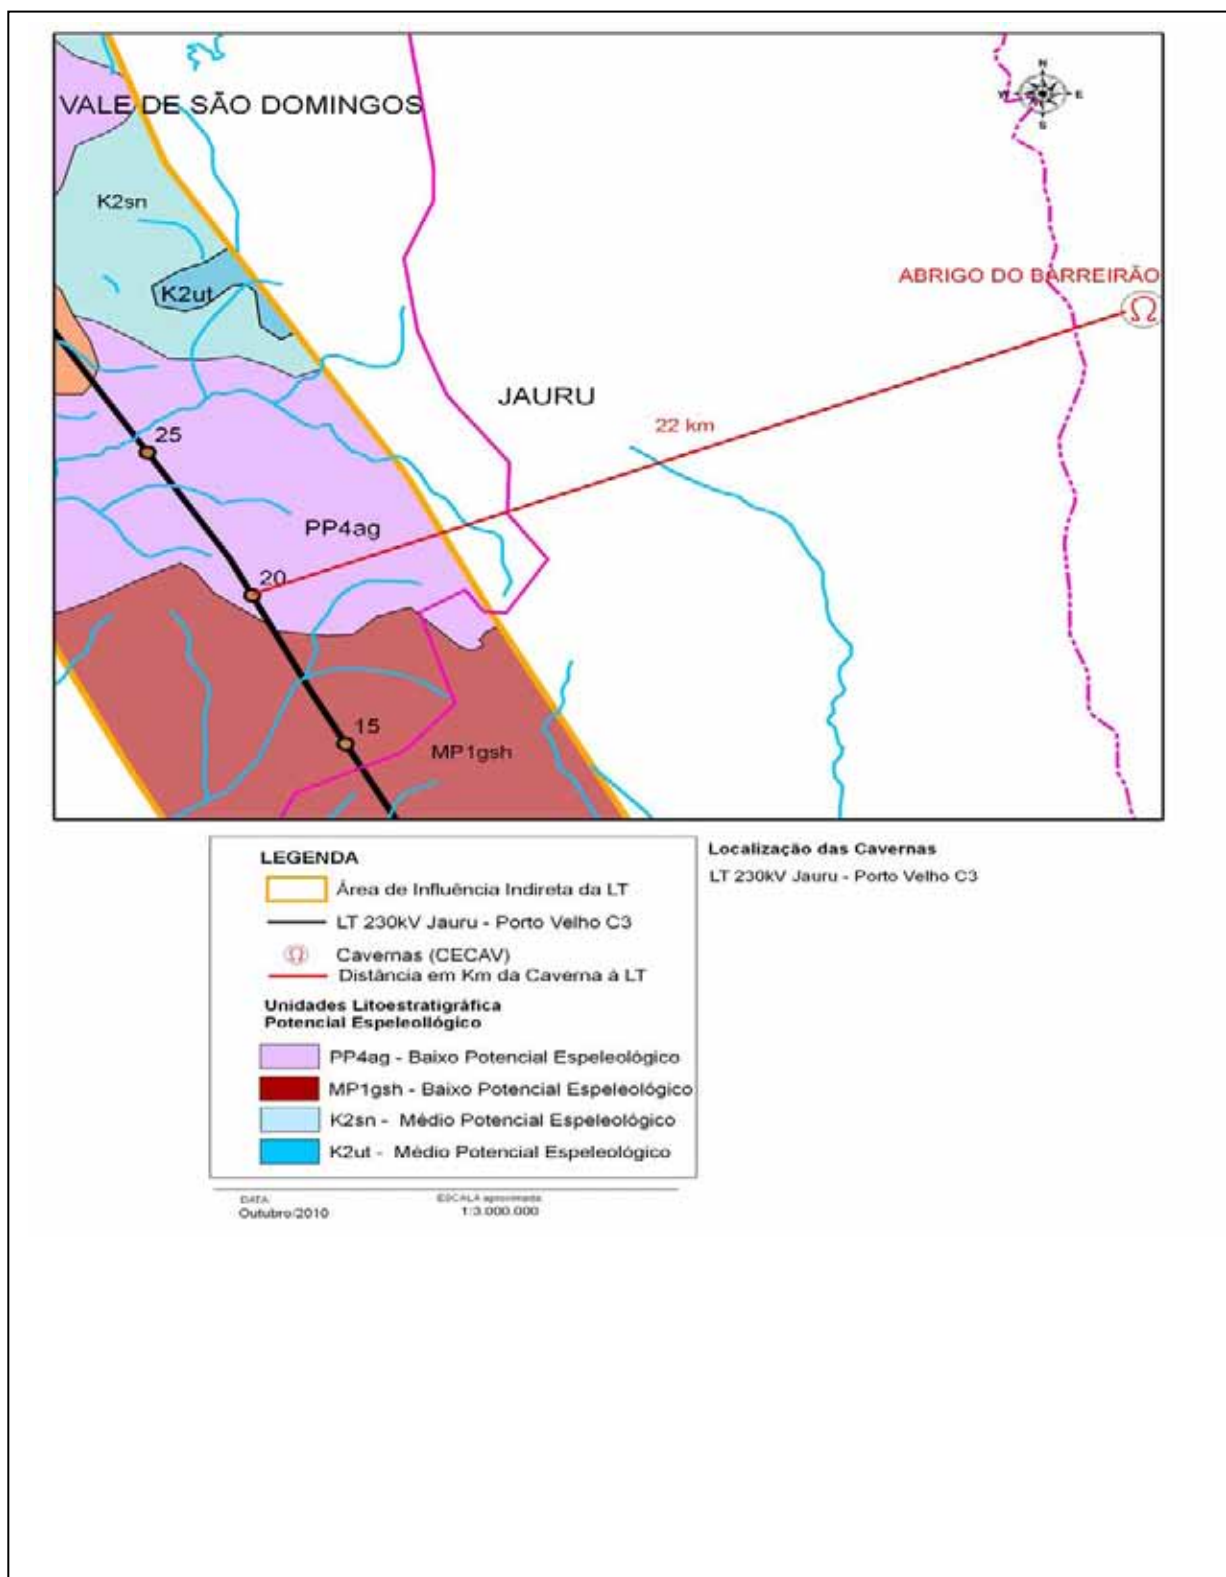 N
W E
S
VALE DE SÃO DOMINGOS
K2sn
ABRIGO DO BARREIRÃO
Ω
K2ut
JAURU
22 km
25
PP4ag
20
15
MP1gsh
LEGENDA
Área de Influência Indireta da LT
LT 230kV Jauru - Porto Velho C3
Ω Cavernas (CECAV)
Distância em Km da Caverna à LT
Unidades Litoestratigráfica
Potencial Espeleollógico
PP4ag - Baixo Potencial Espeleológico
MP1gsh - Baixo Potencial Espeleológico
K2sn - Médio Potencial Espeleológico
K2ut - Médio Potencial Espeleológico
Localização das Cavernas
LT 230kV Jauru - Porto Velho C3
DATA
Outubro/2010
ESCALA aproximada
1/3.000.000